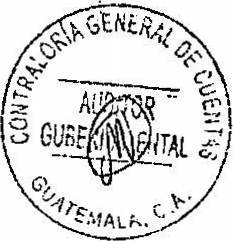 CONTRALORÍA GENERAL DE CUENTAS
AUDITOR
GUBERNAMENTAL
GUATEMALA, C.A.